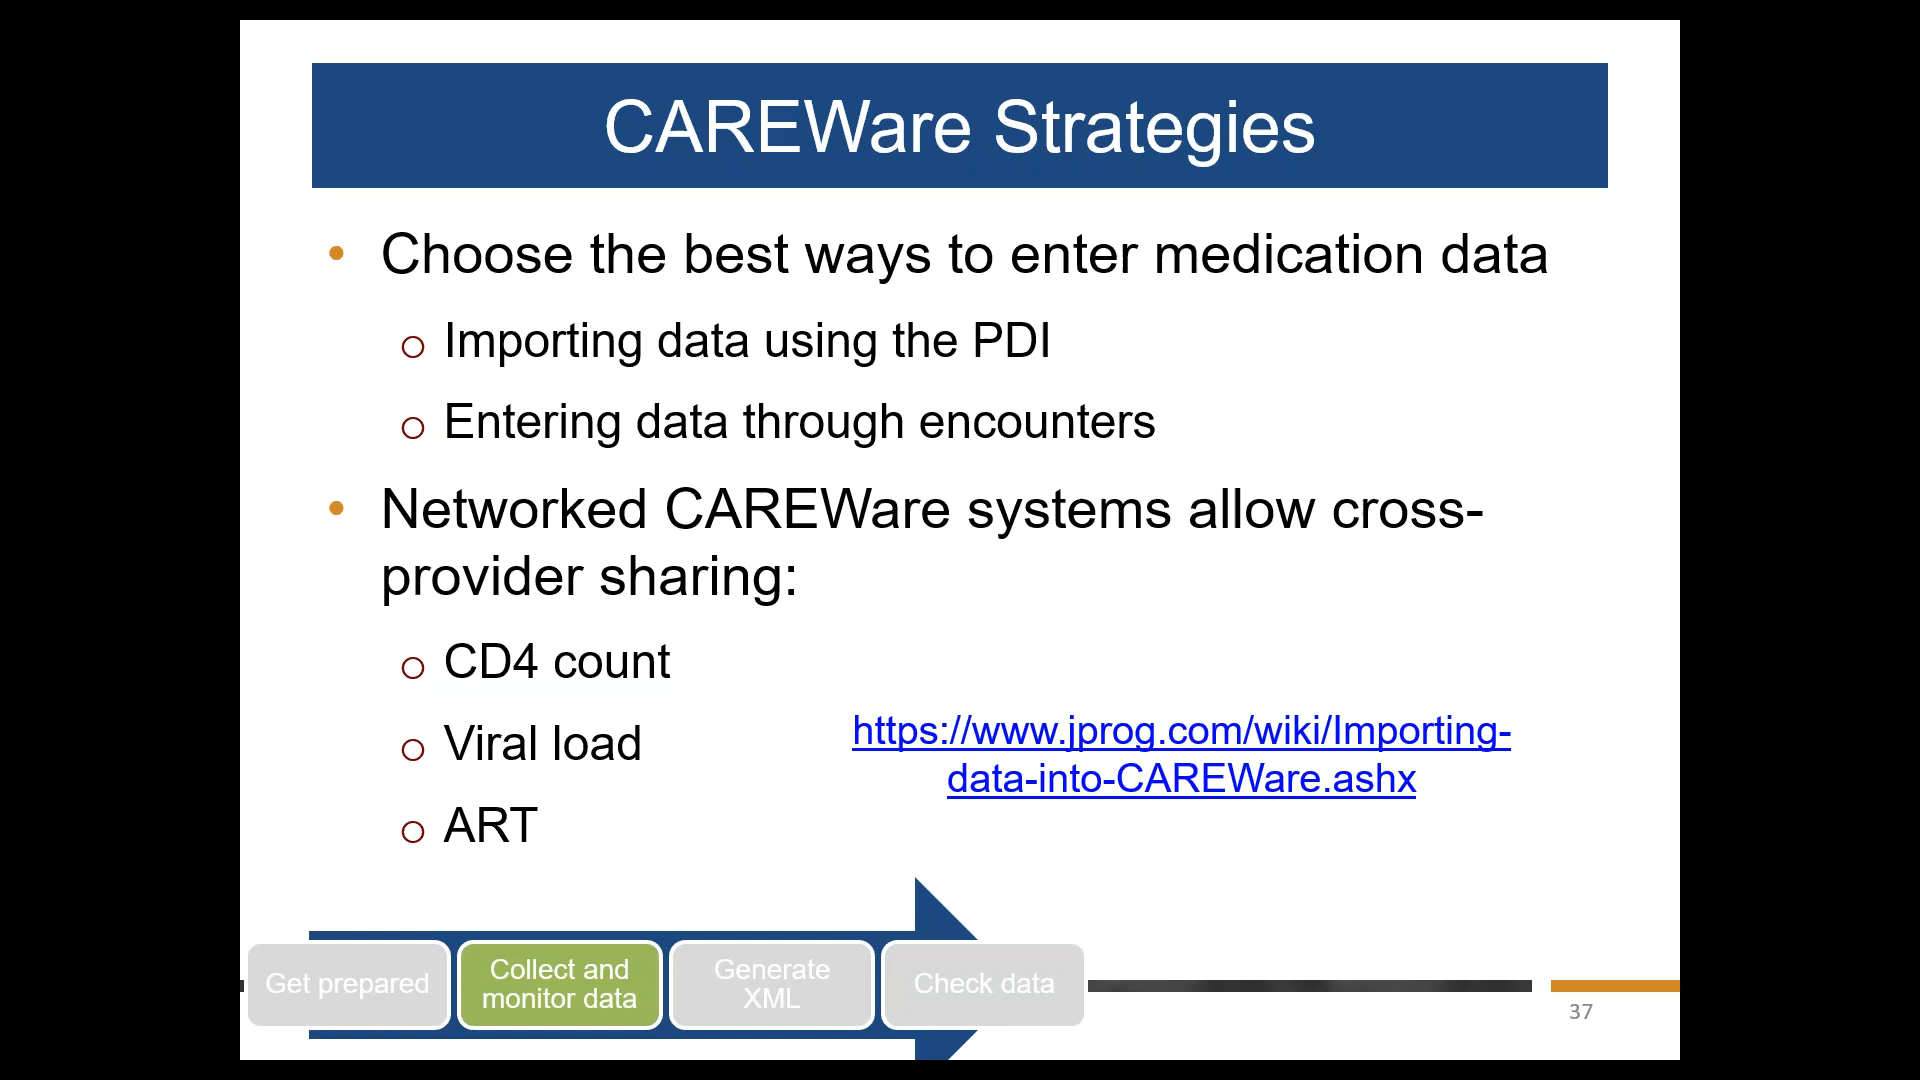 CAREWare Strategies
• Choose the best ways to enter medication data
o Importing data using the PDI
o Entering data through encounters
• Networked CAREWare systems allow cross-
provider sharing:
o CD4 count
o Viral load
o ART
https://www.jprog.com/wiki/Importing-
data-into-CAREWare.ashx
Get prepared
Collect and
monitor data
Generate
XML
Check data
37